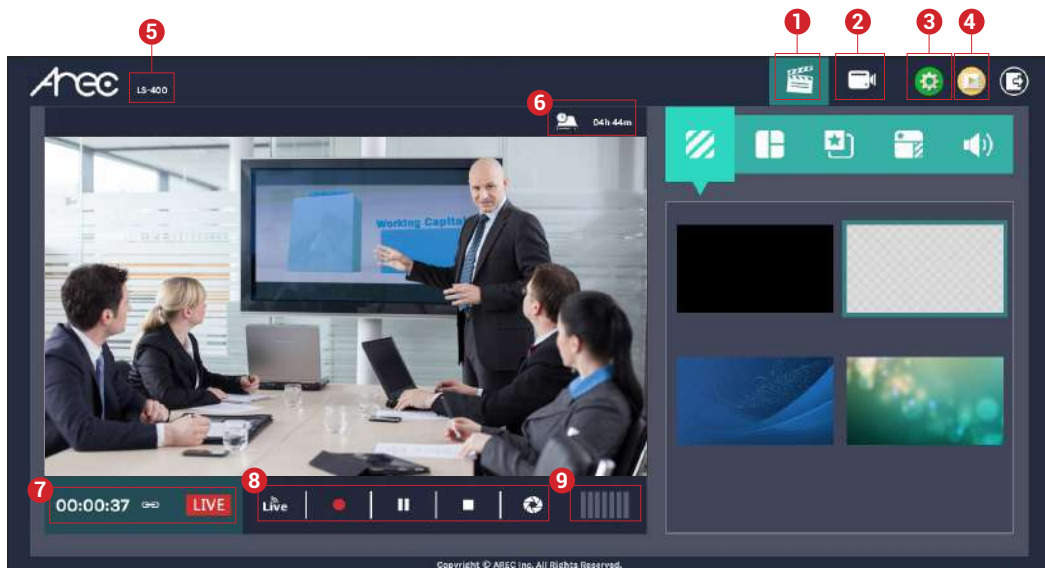 1
2
3
4
5
Arec
LS-400
6
04h 44m
Working Capital
7
00:00:37
LIVE
8
Live
9
Copyright © AREC Inc. All Rights Reserved.